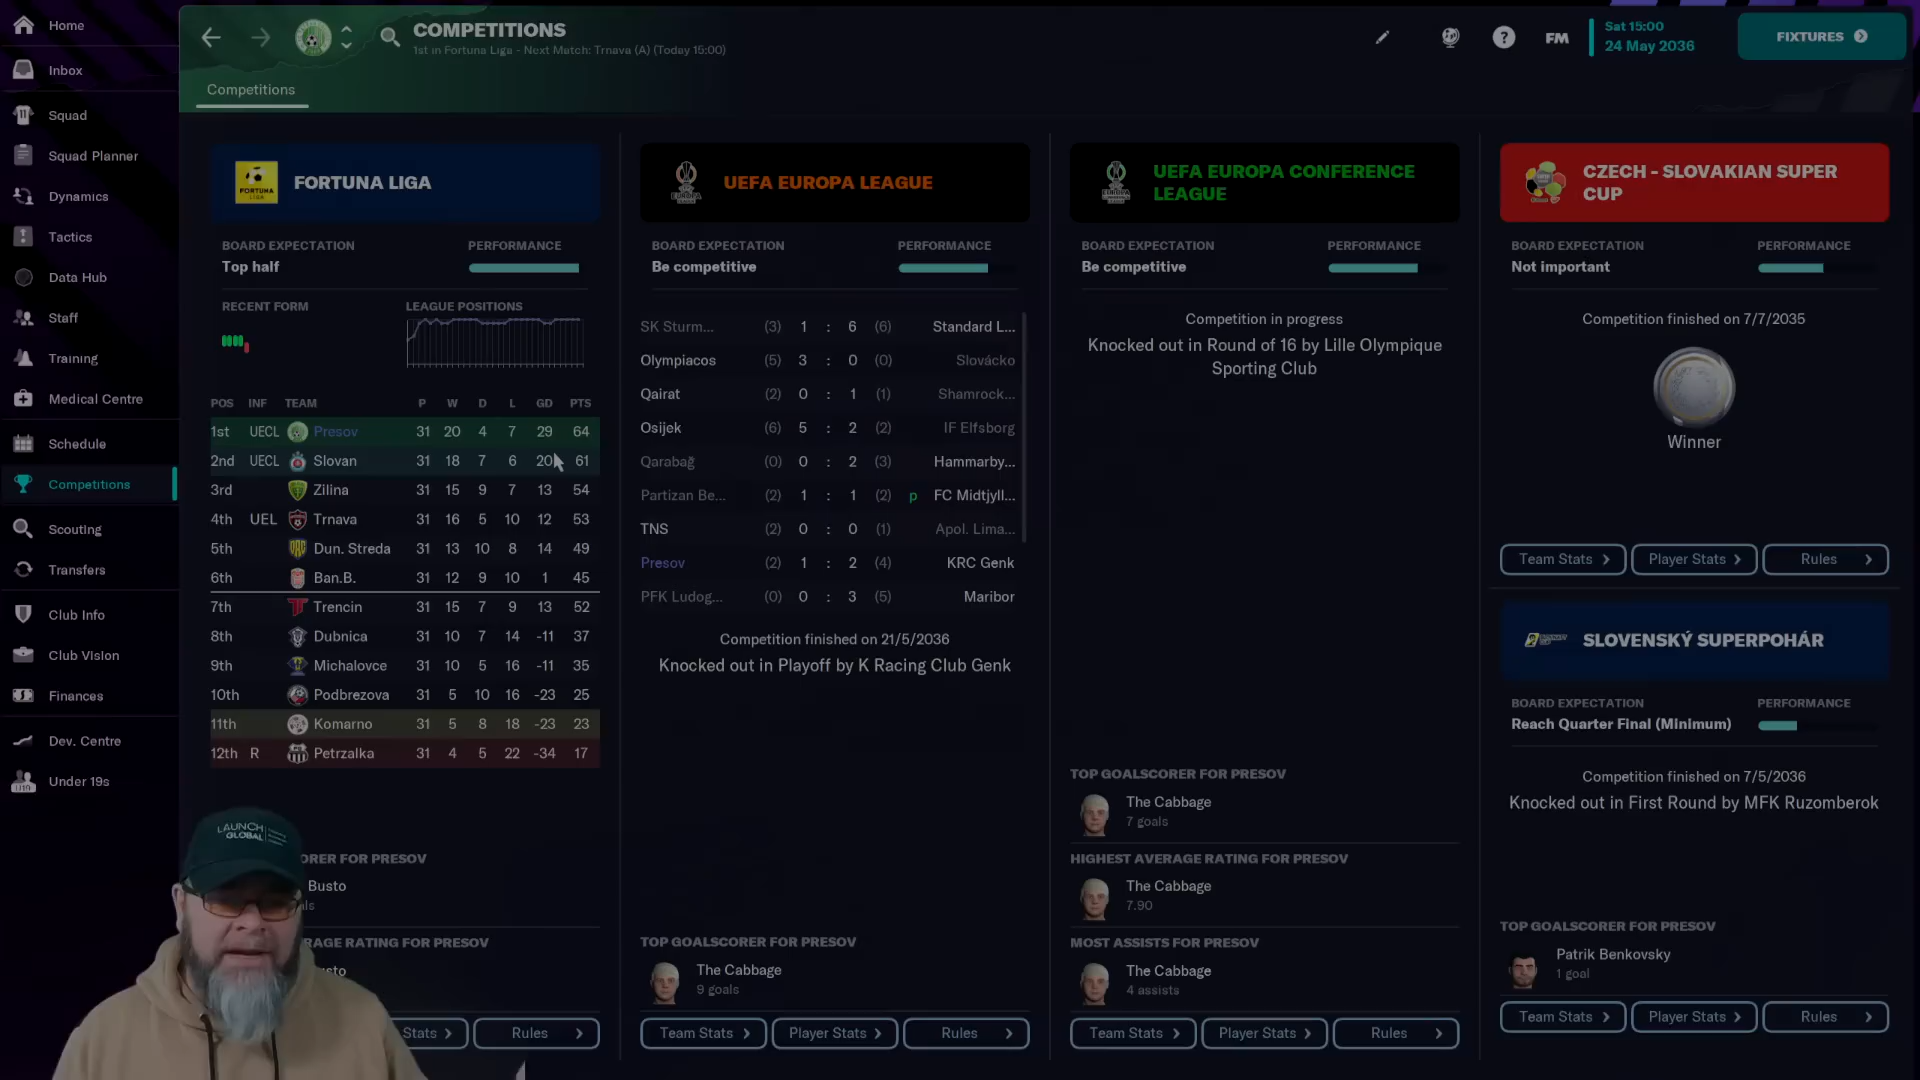 Home
Inbox
Squad
Squad Planner
Dynamics
Tactics
Data Hub
Staff
Training
Medical Centre
Schedule
Competitions
Scouting
Transfers
Club Info
Club Vision
Finances
Dev. Centre
Under 19s
COMPETITIONS
1st in Fortuna Liga - Next Match: Trnava (A) (Today 15:00)
FM
Sat 15:00
24 May 2036
FIXTURES
Competitions
FORTUNA LIGA
BOARD EXPECTATION PERFORMANCE
Top half
RECENT FORM LEAGUE POSITIONS
POS INF TEAM P W D L GD PTS
1st UECL Presov 31 20 4 7 29 64
2nd UECL Slovan 31 18 7 6 20 61
3rd Zilina 31 15 9 7 13 54
4th UEL Trnava 31 16 5 10 12 53
5th Dun. Streda 31 13 10 8 14 49
6th Ban.B. 31 12 9 10 1 45
7th Trencin 31 15 7 9 13 52
8th Dubnica 31 10 7 14 -11 37
9th Michalovce 31 10 5 16 -11 35
10th Podbrezova 31 5 10 16 -23 25
11th Komarno 31 5 8 18 -23 23
12th R Petrzalka 31 4 5 22 -34 17
LAUNCH
GLOBAL
FOR PRESOV
Busto
RATING FOR PRESOV
Stats Rules
UEFA EUROPA LEAGUE
BOARD EXPECTATION PERFORMANCE
Be competitive
SK Sturm... (3) 1 : 6 (6) Standard L...
Olympiacos (5) 3 : 0 (0) Slovácko
Qairat (2) 0 : 1 (1) Shamrock...
Osijek (6) 5 : 2 (2) IF Elfsborg
Qarabağ (0) 0 : 2 (3) Hammarby...
Partizan Be... (2) 1 : 1 (2) p FC Midtjyll...
TNS (2) 0 : 0 (1) Apol. Lima...
Presov (2) 1 : 2 (4) KRC Genk
PFK Ludog... (0) 0 : 3 (5) Maribor
Competition finished on 21/5/2036
Knocked out in Playoff by K Racing Club Genk
TOP GOALSCORER FOR PRESOV
The Cabbage
9 goals
Team Stats Player Stats Rules
UEFA EUROPA CONFERENCE
LEAGUE
BOARD EXPECTATION PERFORMANCE
Be competitive
Competition in progress
Knocked out in Round of 16 by Lille Olympique
Sporting Club
TOP GOALSCORER FOR PRESOV
The Cabbage
7 goals
HIGHEST AVERAGE RATING FOR PRESOV
The Cabbage
7.90
MOST ASSISTS FOR PRESOV
The Cabbage
4 assists
Team Stats Player Stats Rules
CZECH - SLOVAKIAN SUPER
CUP
BOARD EXPECTATION PERFORMANCE
Not important
Competition finished on 7/7/2035
Winner
Team Stats Player Stats Rules
SLOVENSKÝ SUPERPOHÁR
BOARD EXPECTATION PERFORMANCE
Reach Quarter Final (Minimum)
Competition finished on 7/5/2036
Knocked out in First Round by MFK Ruzomberok
TOP GOALSCORER FOR PRESOV
Patrik Benkovsky
1 goal
Team Stats Player Stats Rules